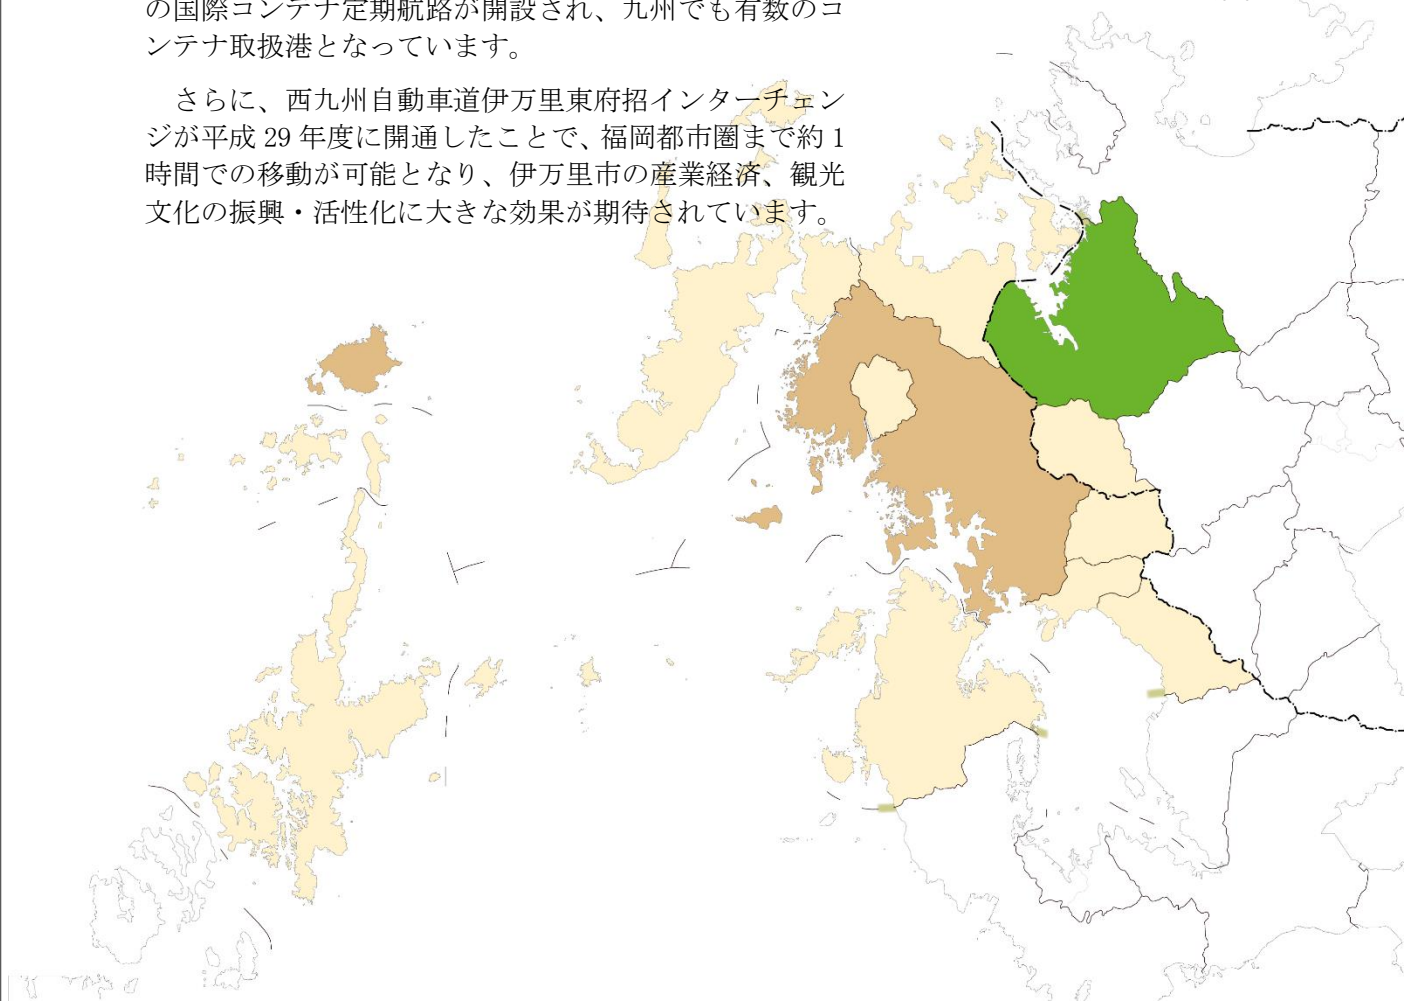 の国際コンテナ定期航路が開設され、九州でも有数のコ
ンテナ取扱港となっています。
さらに、西九州自動車道伊万里東府招インターチェン
ジが平成 29 年度に開通したことで、福岡都市圏まで約 1
時間での移動が可能となり、伊万里市の産業経済、観光
文化の振興・活性化に大きな効果が期待されています。